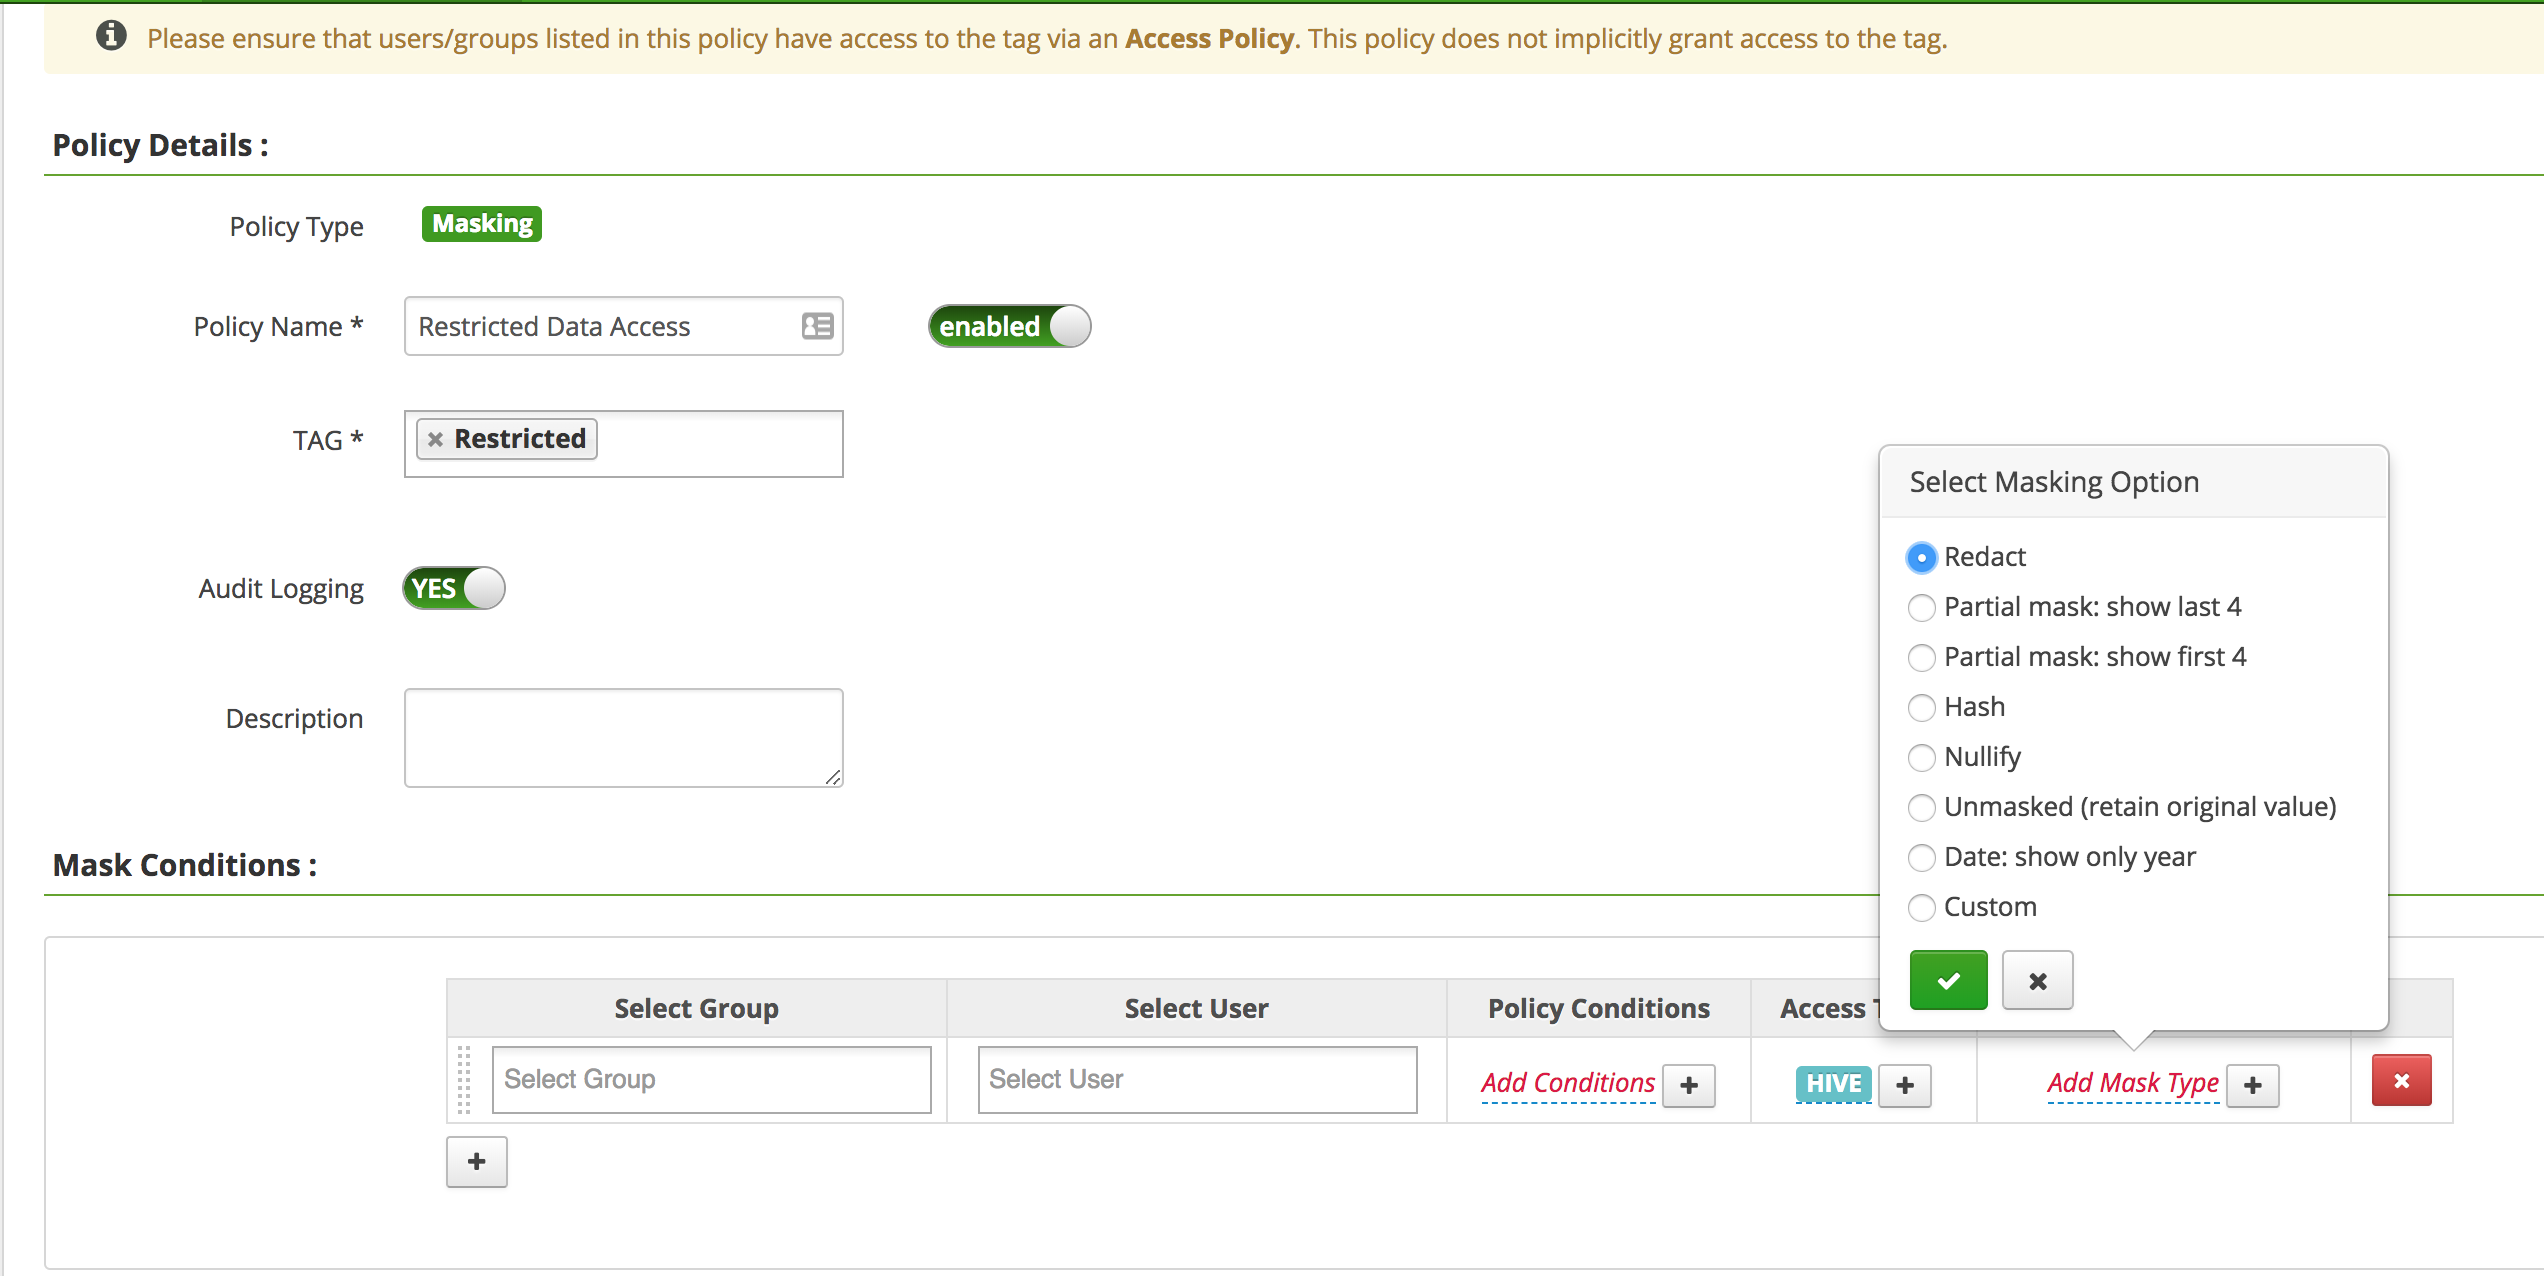 Please ensure that users/groups listed in this policy have access to the tag via an Access Policy. This policy does not implicitly grant access to the tag.
Policy Details :
Policy Type Masking
Policy Name * Restricted Data Access enabled
TAG * Restricted
Audit Logging YES
Description
Select Masking Option
Redact
Partial mask: show last 4
Partial mask: show first 4
Hash
Nullify
Unmasked (retain original value)
Date: show only year
Custom
Mask Conditions :
Select Group Select User Policy Conditions Access
Select Group Select User Add Conditions HIVE Add Mask Type